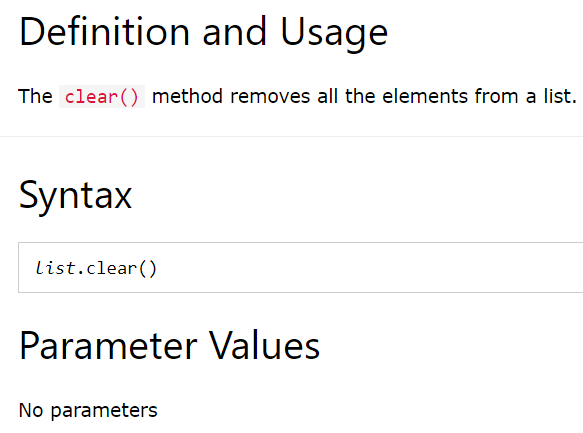 Definition and Usage
The clear() method removes all the elements from a list.
Syntax
list.clear()
Parameter Values
No parameters